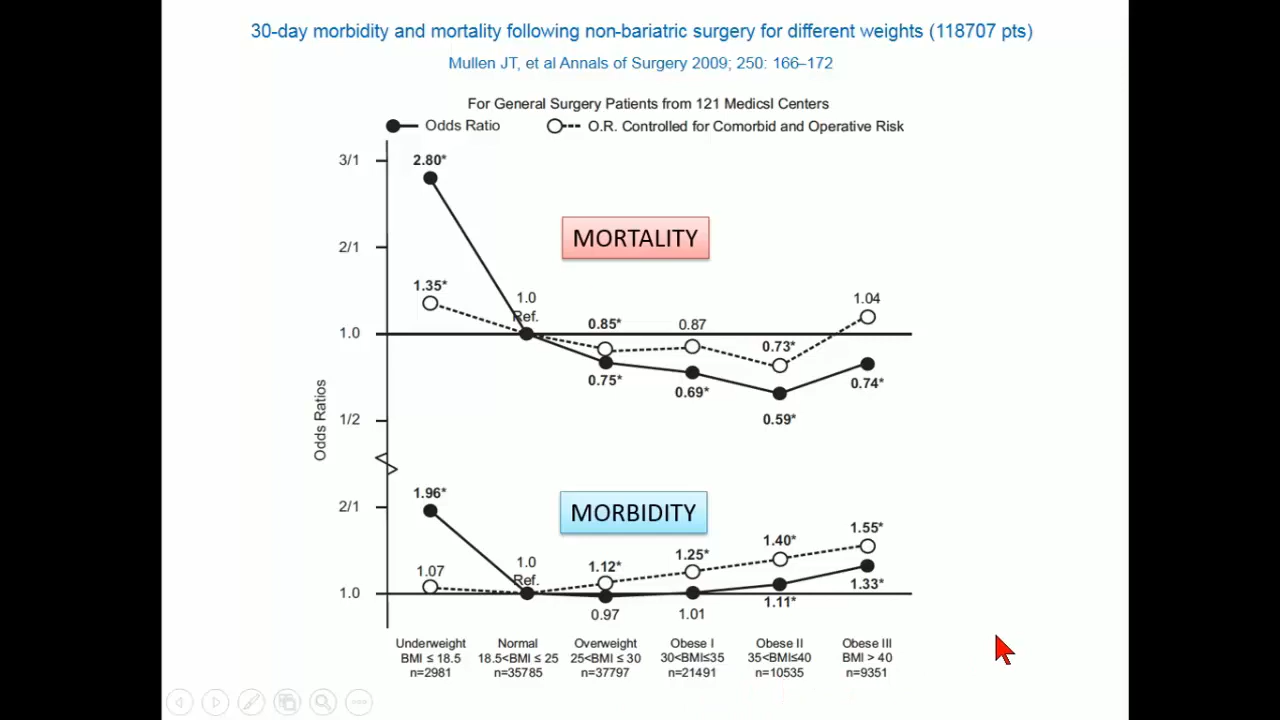 30-day morbidity and mortality following non-bariatric surgery for different weights (118707 pts)
Mullen JT, et al Annals of Surgery 2009; 250: 166–172
For General Surgery Patients from 121 Medicsl Centers
Odds Ratio O.R. Controlled for Comorbid and Operative Risk
3/1 2.80*
MORTALITY
2/1
1.35* 1.0 1.04
Ref. 0.85* 0.87
1.0 0.73*
0.75* 0.69* 0.74*
1/2 0.59*
Odds Ratios
1.96*
2/1 MORBIDITY
1.07 1.0 1.12* 1.25* 1.40* 1.55*
Ref.
1.0 0.97 1.01 1.11* 1.33*
Underweight Normal Overweight Obese I Obese II Obese III
BMI ≤ 18.5 18.5<BMI ≤ 25 25<BMI ≤ 30 30<BMI≤35 35<BMI≤40 BMI > 40
n=2981 n=35785 n=37797 n=21491 n=10535 n=9351